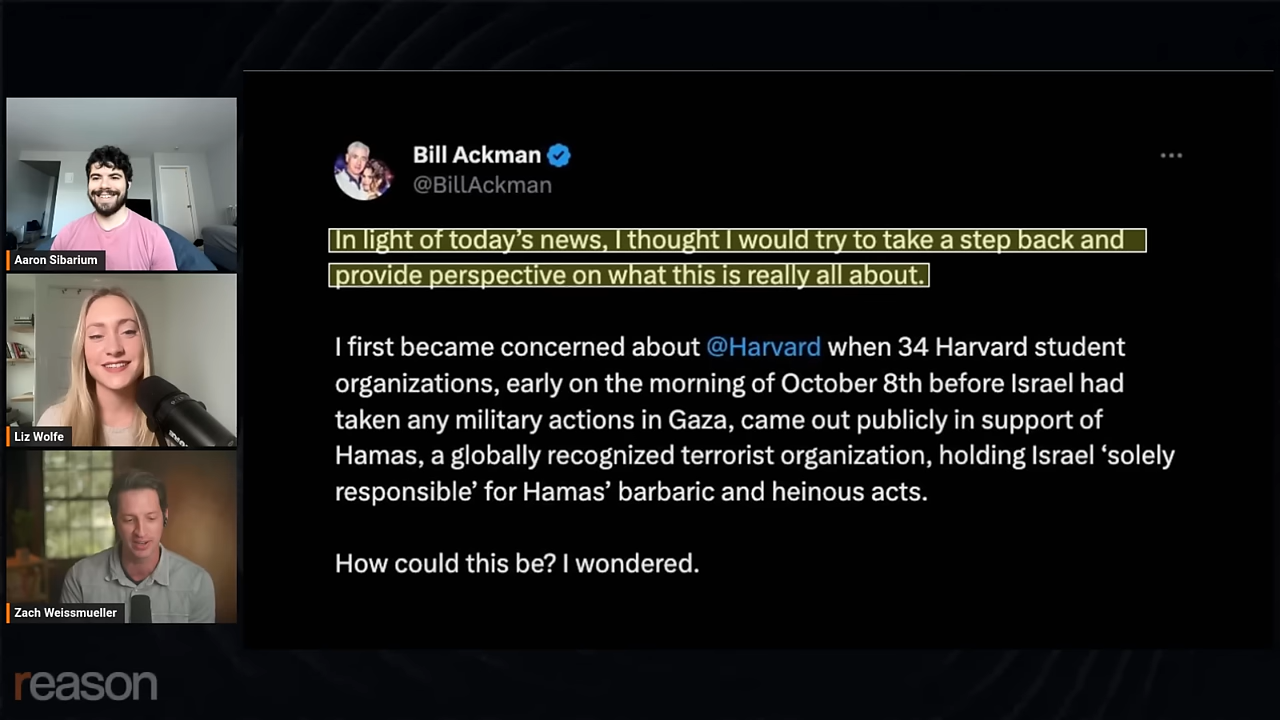 Aaron Sibarium
Liz Wolfe
Zach Weissmueller
reason
Bill Ackman
@BillAckman
In light of today’s news, I thought I would try to take a step back and
provide perspective on what this is really all about.
I first became concerned about @Harvard when 34 Harvard student
organizations, early on the morning of October 8th before Israel had
taken any military actions in Gaza, came out publicly in support of
Hamas, a globally recognized terrorist organization, holding Israel ‘solely
responsible’ for Hamas’ barbaric and heinous acts.
How could this be? I wondered.